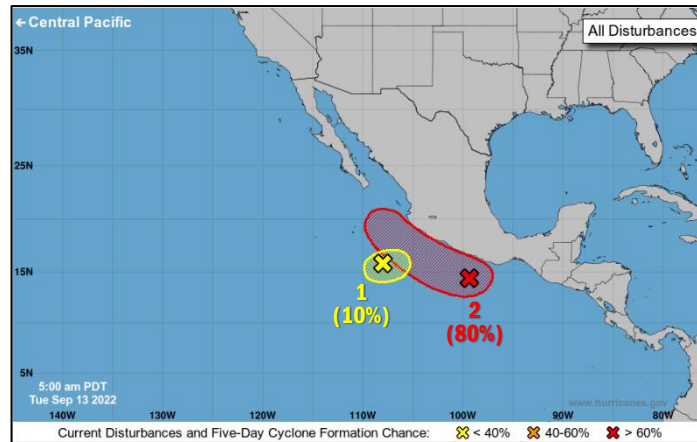 ← Central Pacific
All Disturbances
35N
25N
15N
5N
1
(10%)
2
(80%)
5:00 am PDT
Tue Sep 13 2022
www.hurricanes.gov
140W 130W 120W 110W 100W 90W 80W
Current Disturbances and Five-Day Cyclone Formation Chance: < 40% 40-60% > 60%